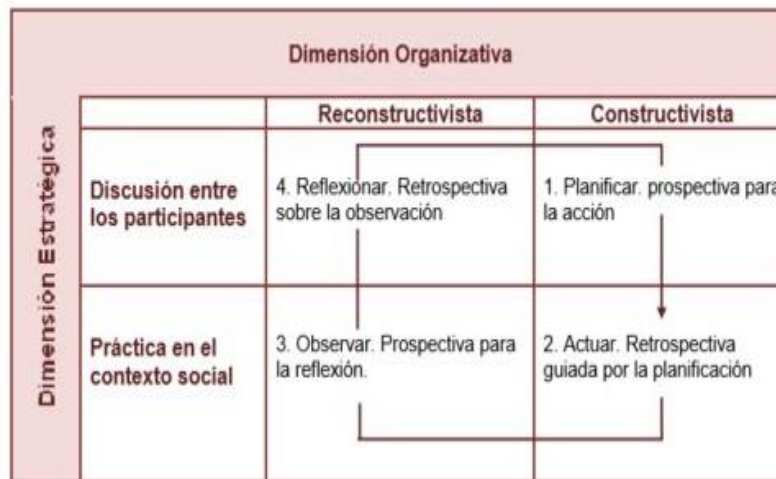 Dimensión Organizativa
Dimensión Estratégica
Reconstructivista
Constructivista
Discusión entre
los participantes
4. Reflexionar. Retrospectiva
sobre la observación
1. Planificar. prospectiva para
la acción
Práctica en el
contexto social
3. Observar. Prospectiva para
la reflexión.
2. Actuar. Retrospectiva
guiada por la planificación